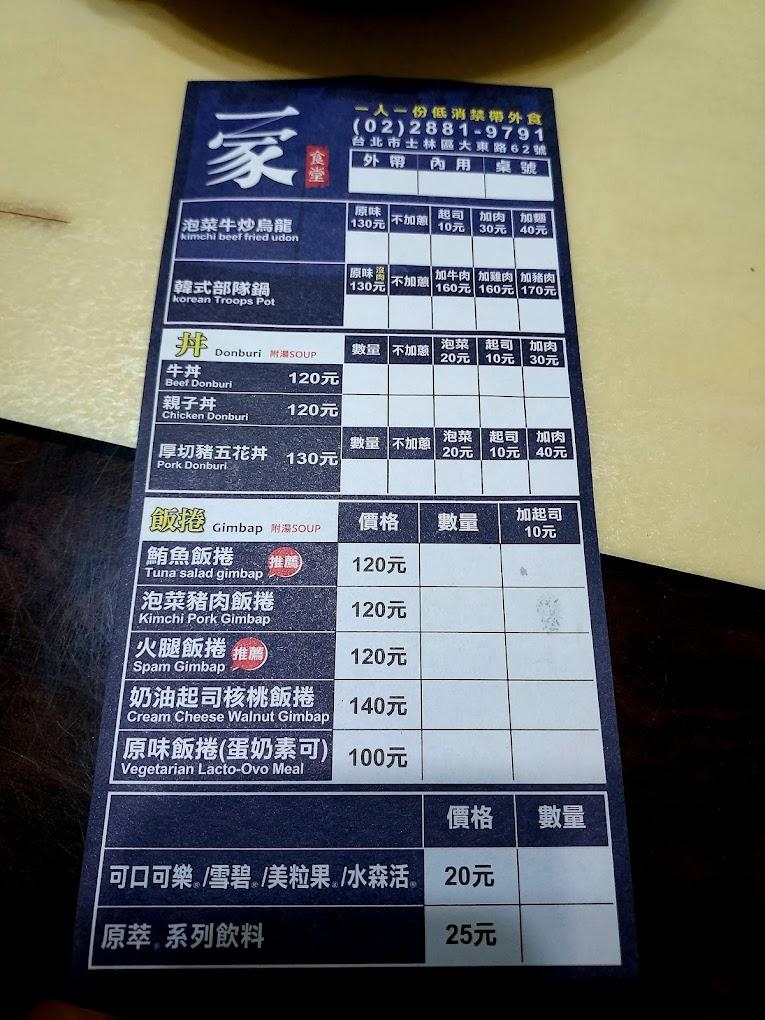 一冢
食堂
一人一份低消禁帶外食
(02)2881-9791
台北市士林區大東路62號
外帶 內用 桌號
泡菜牛炒烏龍
kimchi beef fried udon
原味 130元 不加蔥 起司 10元 加肉 30元 加麵 40元
韓式部隊鍋
korean Troops Pot
原味 沒肉 130元 不加蔥 加牛肉 160元 加雞肉 160元 加豬肉 170元
丼 Donburi 附湯SOUP 數量 不加蔥 泡菜 20元 起司 10元 加肉 30元
牛丼 120元
Beef Donburi
親子丼 120元
Chicken Donburi
厚切豬五花丼 130元
Pork Donburi
數量 不加蔥 泡菜 20元 起司 10元 加肉 40元
飯捲 Gimbap 附湯SOUP 價格 數量 加起司 10元
鮪魚飯捲 推薦 120元
Tuna salad gimbap
泡菜豬肉飯捲 120元
Kimchi Pork Gimbap
火腿飯捲 推薦 120元
Spam Gimbap
奶油起司核桃飯捲 140元
Cream Cheese Walnut Gimbap
原味飯捲(蛋奶素可) 100元
Vegetarian Lacto-Ovo Meal
價格 數量
可口可樂® /雪碧® /美粒果® /水森活® 20元
原萃® 系列飲料 25元